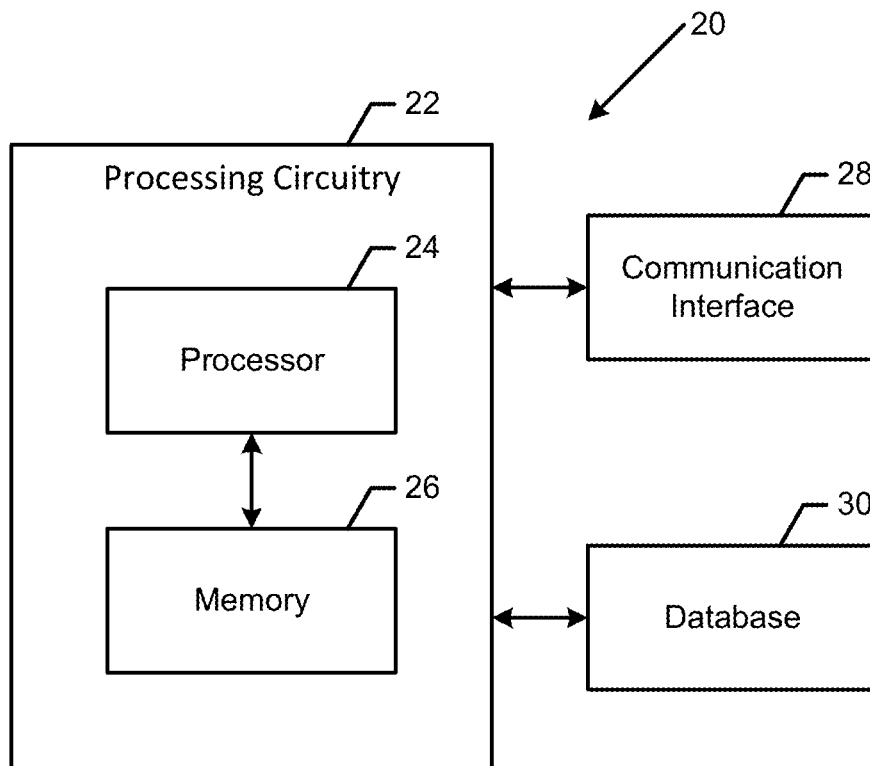 20
22
Processing Circuitry
28
24
Communication
Interface
Processor
26
30
Memory
Database